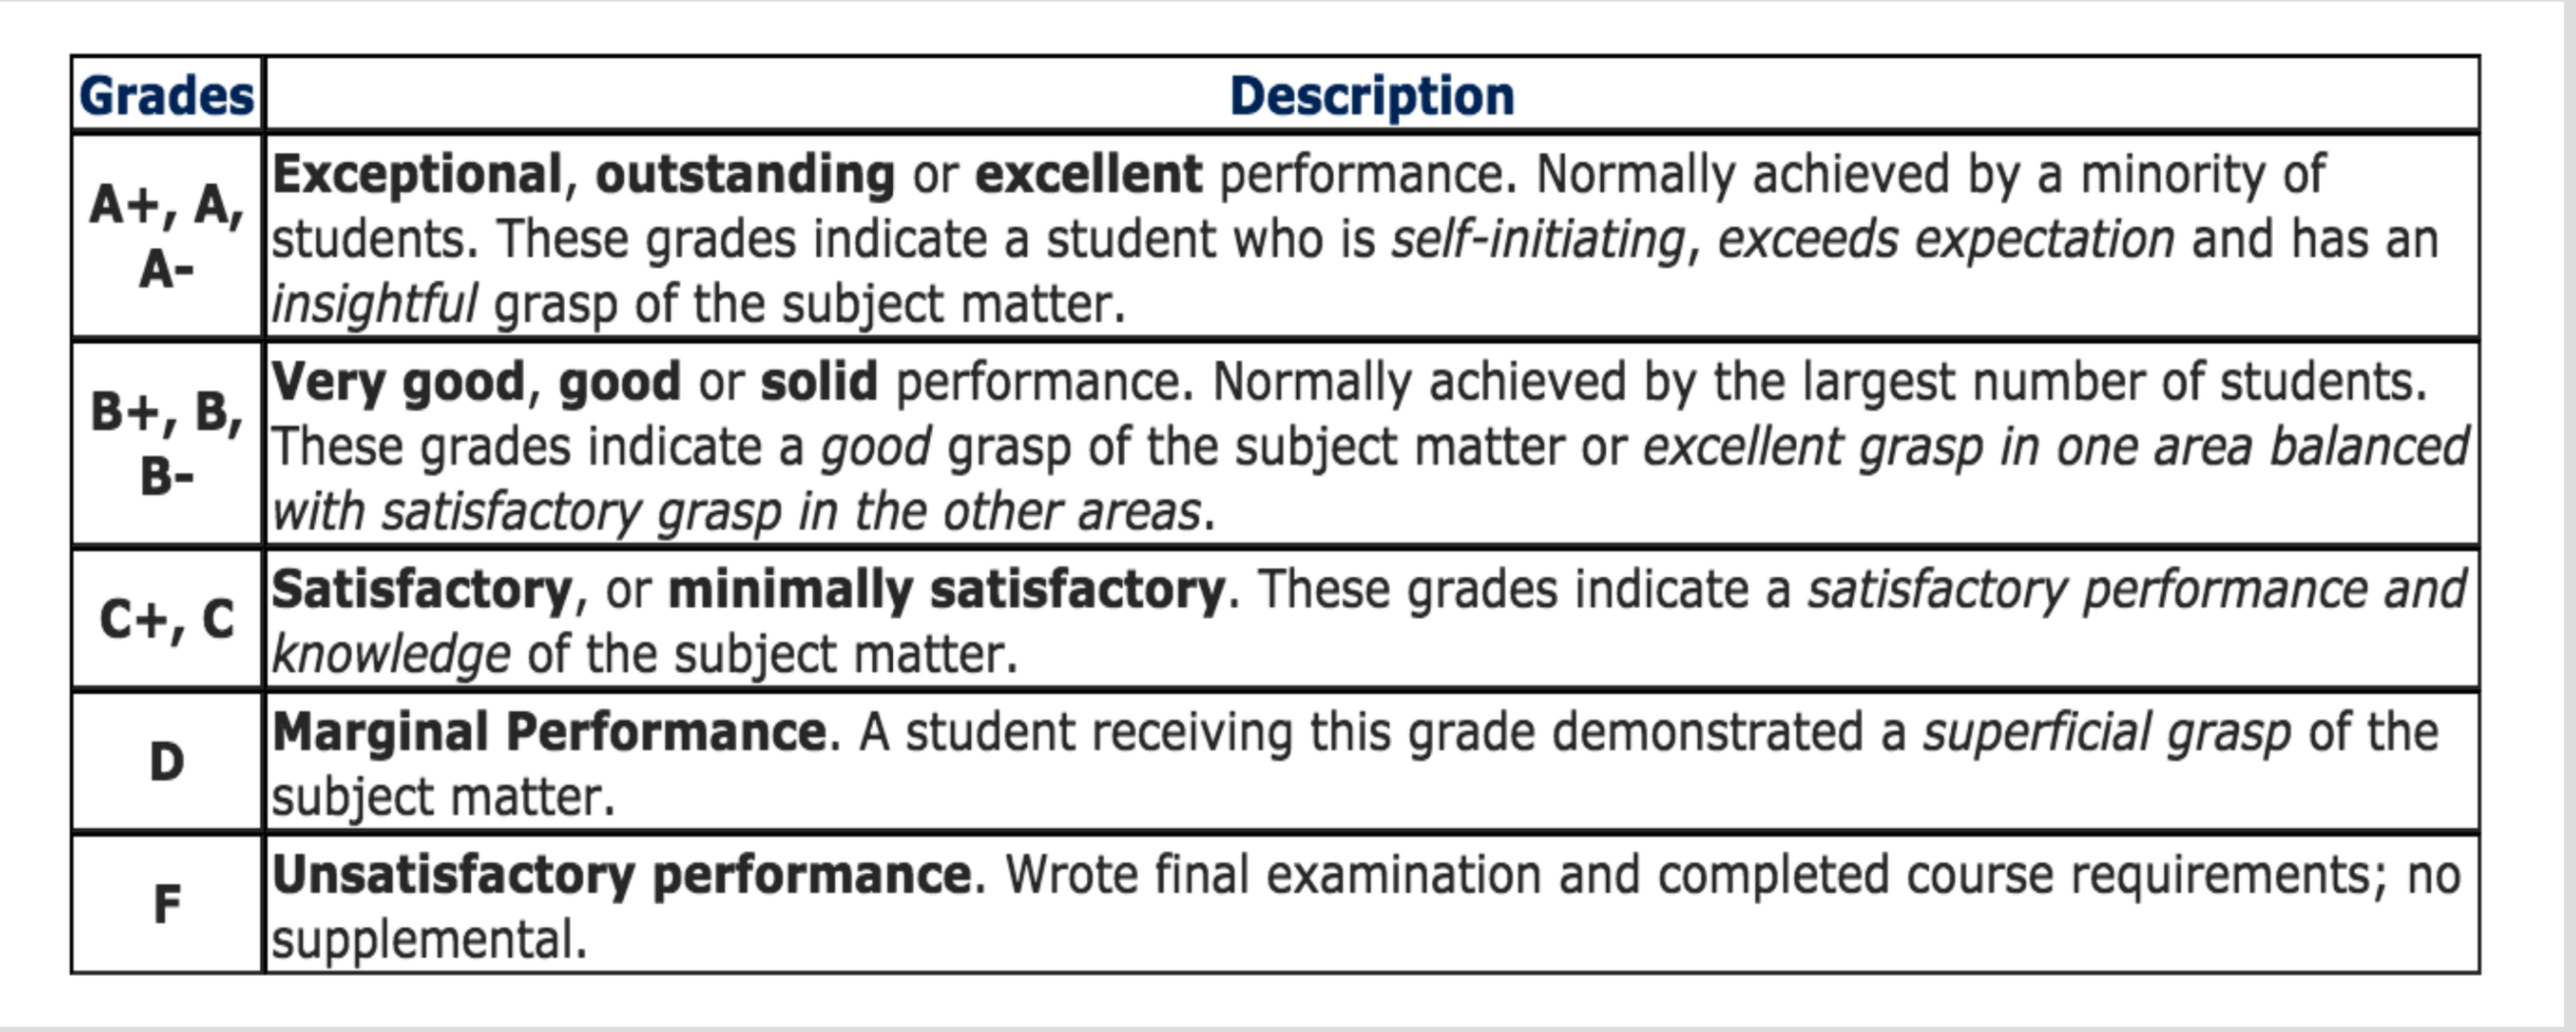 Grades
Description
A+, A,
A-
Exceptional, outstanding or excellent performance. Normally achieved by a minority of
students. These grades indicate a student who is self-initiating, exceeds expectation and has an
insightful grasp of the subject matter.
B+, B,
B-
Very good, good or solid performance. Normally achieved by the largest number of students.
These grades indicate a good grasp of the subject matter or excellent grasp in one area balanced
with satisfactory grasp in the other areas.
C+, C
Satisfactory, or minimally satisfactory. These grades indicate a satisfactory performance and
knowledge of the subject matter.
D
Marginal Performance. A student receiving this grade demonstrated a superficial grasp of the
subject matter.
F
Unsatisfactory performance. Wrote final examination and completed course requirements; no
supplemental.